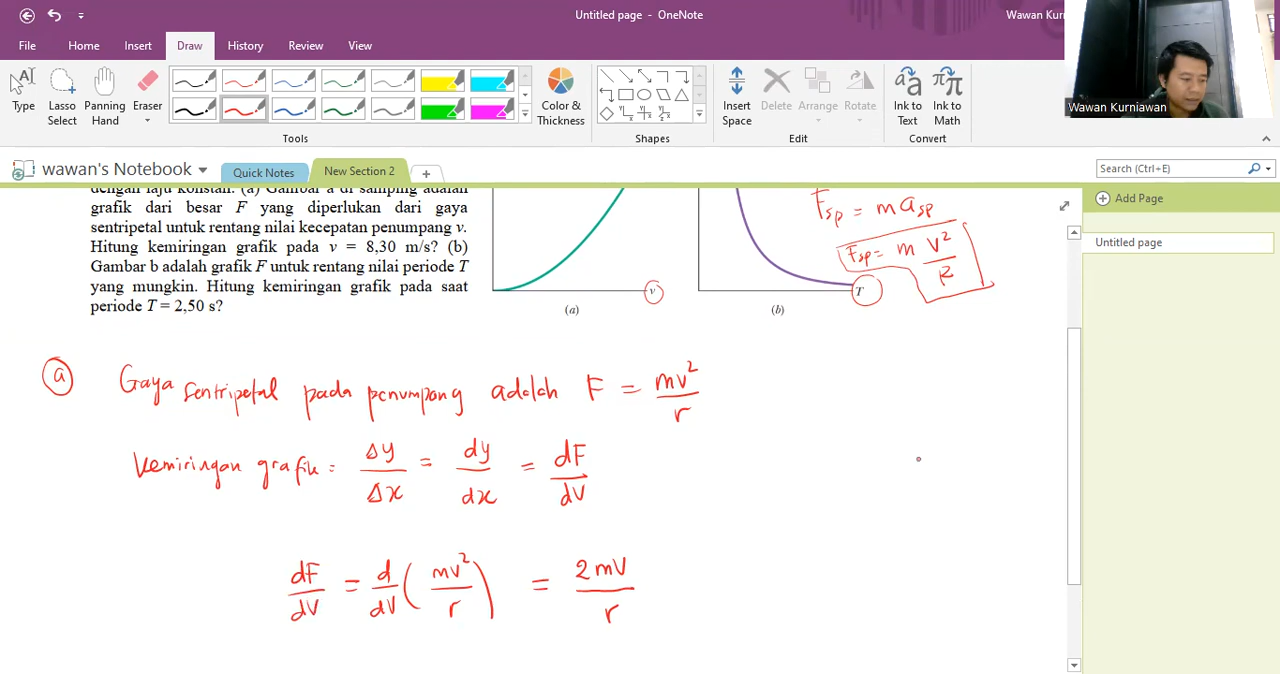 Untitled page - OneNote
Wawan Kurn
File Home Insert Draw History Review View
Type
Lasso Select
Panning Hand
Eraser
Color & Thickness
Insert Space
Delete
Arrange
Rotate
Ink to Text
Ink to Math
Tools
Shapes
Edit
Convert
Wawan Kurniawan
wawan's Notebook
Quick Notes
New Section 2
Search (Ctrl+E)
Add Page
Untitled page
dengan laju konstan. (a) Gambar a di samping adalah
grafik dari besar F yang diperlukan dari gaya
sentripetal untuk rentang nilai kecepatan penumpang v.
Hitung kemiringan grafik pada v = 8,30 m/s? (b)
Gambar b adalah grafik F untuk rentang nilai periode T
yang mungkin. Hitung kemiringan grafik pada saat
periode T = 2,50 s?
v
(a)
T
(b)
Fsp = m asp
Fsp = m V²/R
a Gaya sentripetal pada penumpang adalah F = mv²/r
Kemiringan grafik = Δy/Δx = dy/dx = dF/dV
dF/dV = d/dV (mv²/r) = 2mV/r